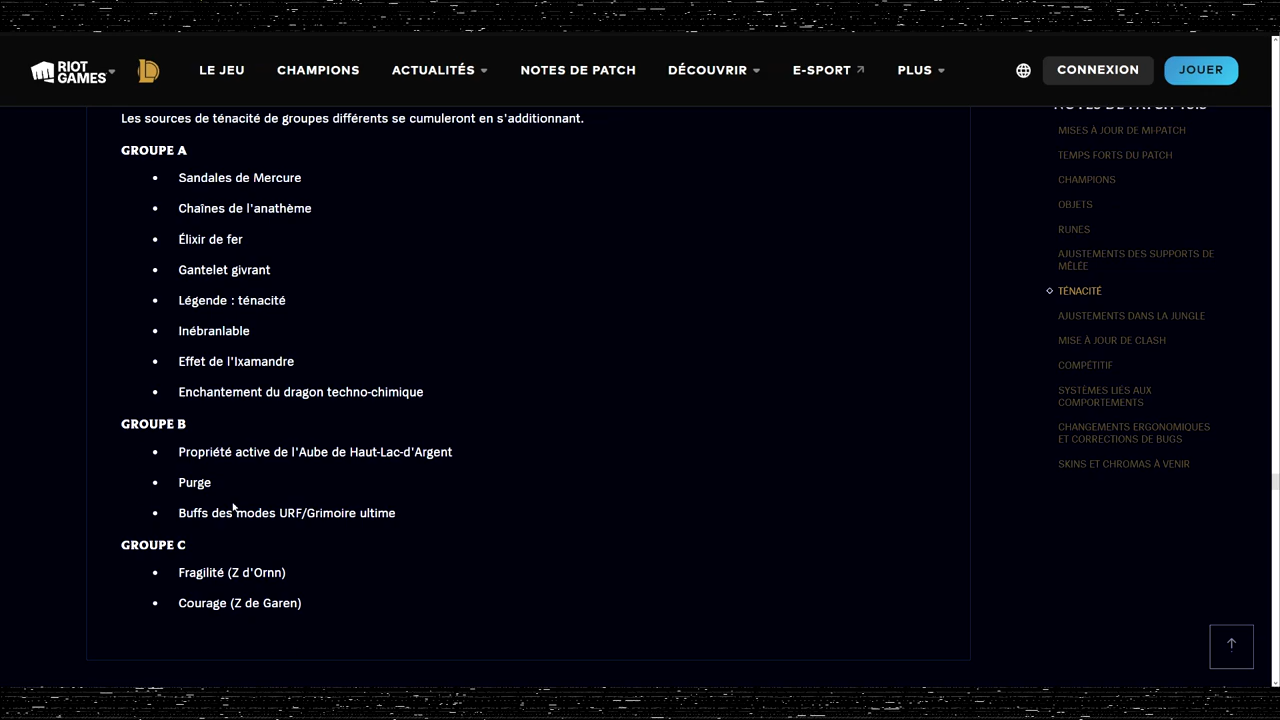 RIOT GAMES
LE JEU
CHAMPIONS
ACTUALITÉS
NOTES DE PATCH
DÉCOUVRIR
E-SPORT
PLUS
CONNEXION
JOUER
Les sources de ténacité de groupes différents se cumuleront en s'additionnant.
GROUPE A
Sandales de Mercure
Chaînes de l'anathème
Élixir de fer
Gantelet givrant
Légende : ténacité
Inébranlable
Effet de l'Ixamandre
Enchantement du dragon techno-chimique
GROUPE B
Propriété active de l'Aube de Haut-Lac-d'Argent
Purge
Buffs des modes URF/Grimoire ultime
GROUPE C
Fragilité (Z d'Ornn)
Courage (Z de Garen)
NOTES DE PATCH
MISES À JOUR DE MI-PATCH
TEMPS FORTS DU PATCH
CHAMPIONS
OBJETS
RUNES
AJUSTEMENTS DES SUPPORTS DE
MÊLÉE
TÉNACITÉ
AJUSTEMENTS DANS LA JUNGLE
MISE À JOUR DE CLASH
COMPÉTITIF
SYSTÈMES LIÉS AUX
COMPORTEMENTS
CHANGEMENTS ERGONOMIQUES
ET CORRECTIONS DE BUGS
SKINS ET CHROMAS À VENIR